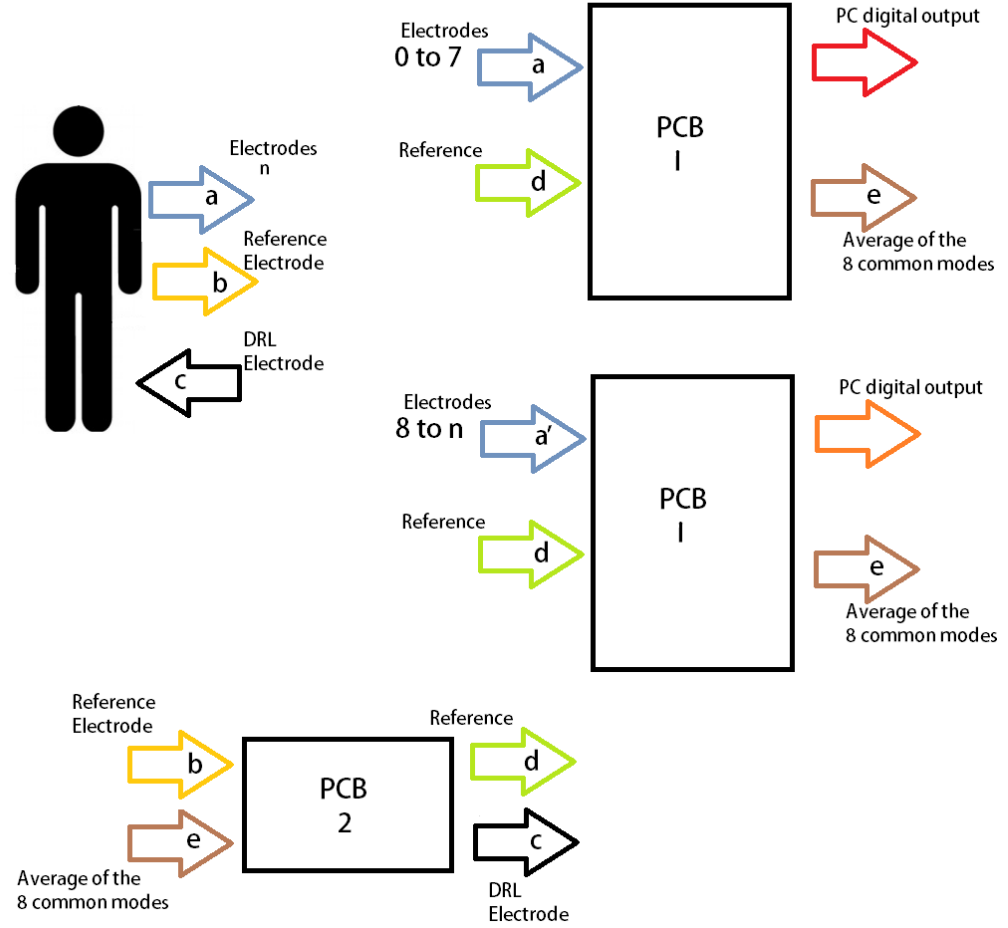 Electrodes
n
a
Reference
Electrode
b
DRL
Electrode
c
Electrodes
0 to 7
a
Reference
d
PCB
1
PC digital output
e
Average of the
8 common modes
Electrodes
8 to n
a'
Reference
d
PCB
1
PC digital output
e
Average of the
8 common modes
Reference
Electrode
b
e
Average of the
8 common modes
PCB
2
Reference
d
c
DRL
Electrode